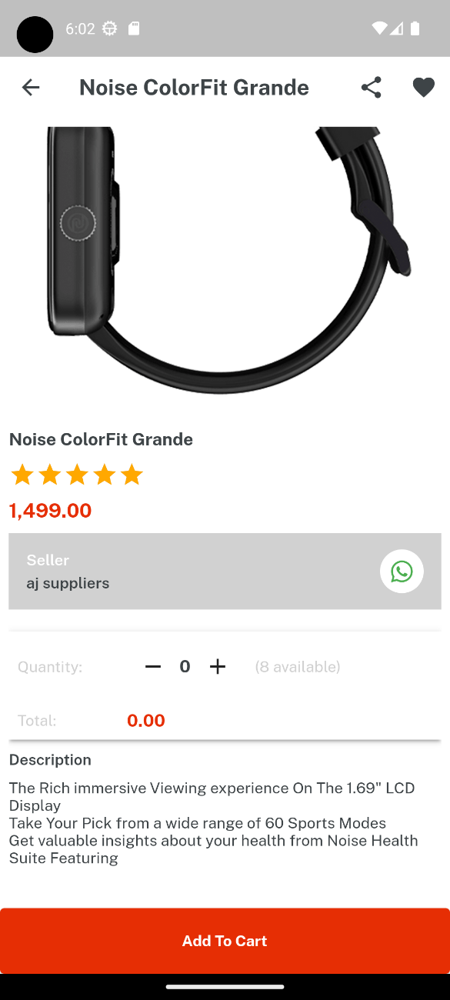 6:02
Noise ColorFit Grande
Noise ColorFit Grande
1,499.00
Seller
aj suppliers
Quantity: 0 (8 available)
Total: 0.00
Description
The Rich immersive Viewing experience On The 1.69" LCD
Display
Take Your Pick from a wide range of 60 Sports Modes
Get valuable insights about your health from Noise Health
Suite Featuring
Add To Cart